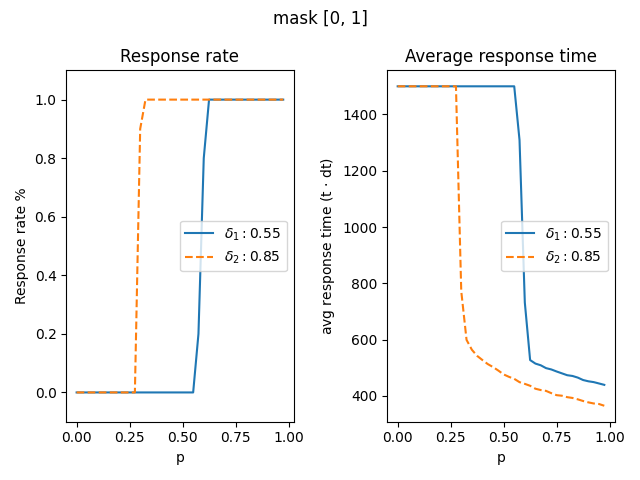 mask [0, 1]
Response rate
Response rate %
1.0
0.8
0.6
0.4
0.2
0.0
0.00 0.25 0.50 0.75 1.00
p
δ₁ : 0.55
δ₂ : 0.85
Average response time
avg response time (t · dt)
1400
1200
1000
800
600
400
0.00 0.25 0.50 0.75 1.00
p
δ₁ : 0.55
δ₂ : 0.85